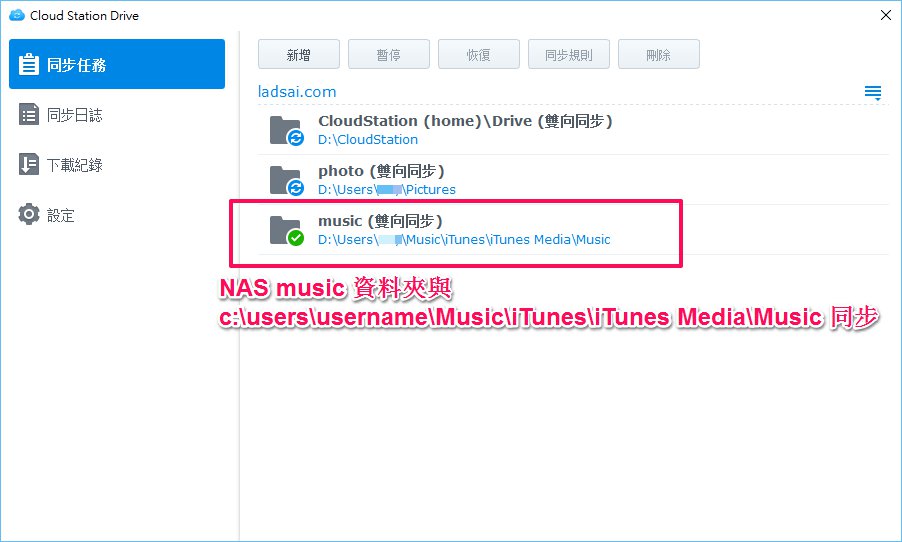 Cloud Station Drive
新增 暫停 恢復 同步規則 刪除
同步任務
同步日誌
下載紀錄
設定
ladsai.com
CloudStation (home)\Drive (雙向同步)
D:\CloudStation
photo (雙向同步)
D:\Users\ \Pictures
music (雙向同步)
D:\Users\ \Music\iTunes\iTunes Media\Music
NAS music 資料夾與
c:\users\username\Music\iTunes\iTunes Media\Music 同步